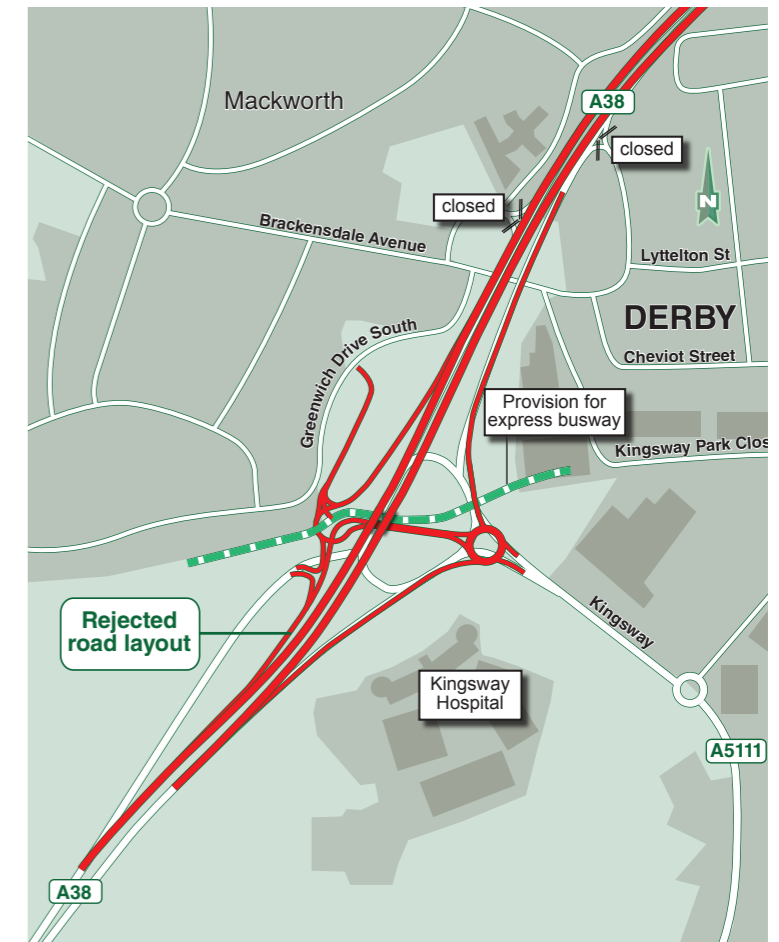 Mackworth
A38
closed
closed
N
Brackensdale Avenue
Lyttelton St
DERBY
Cheviot Street
Greenwich Drive South
Provision for
express busway
Kingsway Park Clos
Rejected
road layout
Kingsway
Kingsway
Hospital
A5111
A38